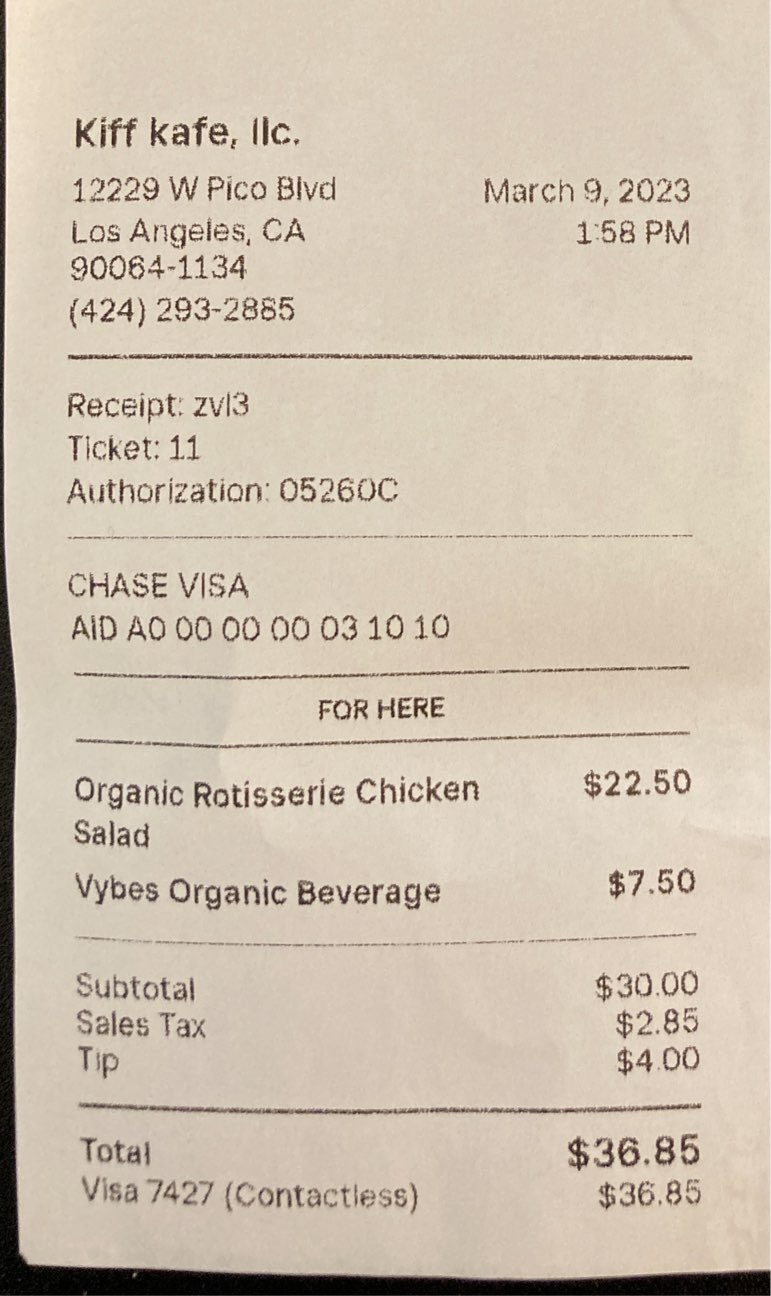 Kiff kafe, llc.
12229 W Pico Blvd March 9, 2023
Los Angeles, CA 1:58 PM
90064-1134
(424) 293-2885
Receipt: zvl3
Ticket: 11
Authorization: 05260C
CHASE VISA
AID A0 00 00 00 03 10 10
FOR HERE
Organic Rotisserie Chicken $22.50
Salad
Vybes Organic Beverage $7.50
Subtotal $30.00
Sales Tax $2.85
Tip $4.00
Total $36.85
Visa 7427 (Contactless) $36.85